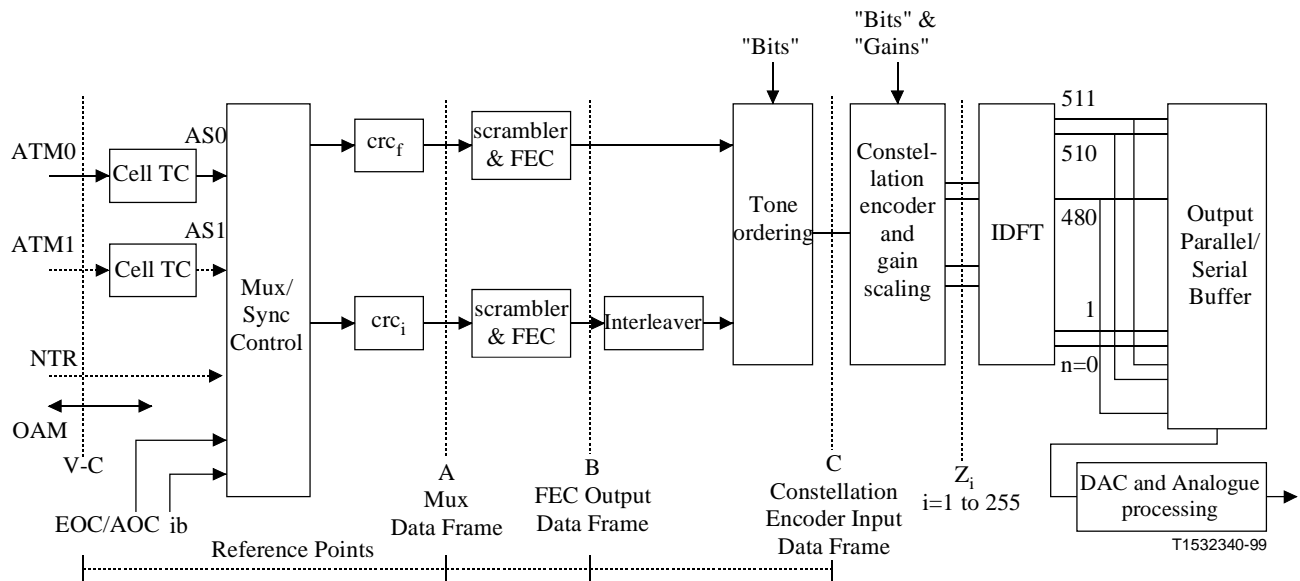 "Bits"
"Bits" &
"Gains"
ATM0
Cell TC
AS0
ATM1
Cell TC
AS1
NTR
OAM
V-C
EOC/AOC
ib
Mux/
Sync
Control
crcf
crci
scrambler
& FEC
scrambler
& FEC
Interleaver
Tone
ordering
Constel-
lation
encoder
and
gain
scaling
IDFT
511
510
480
1
n=0
Output
Parallel/
Serial
Buffer
A
Mux
Data Frame
B
FEC Output
Data Frame
C
Constellation
Encoder Input
Data Frame
Zi
i=1 to 255
DAC and Analogue
processing
T1532340-99
Reference Points